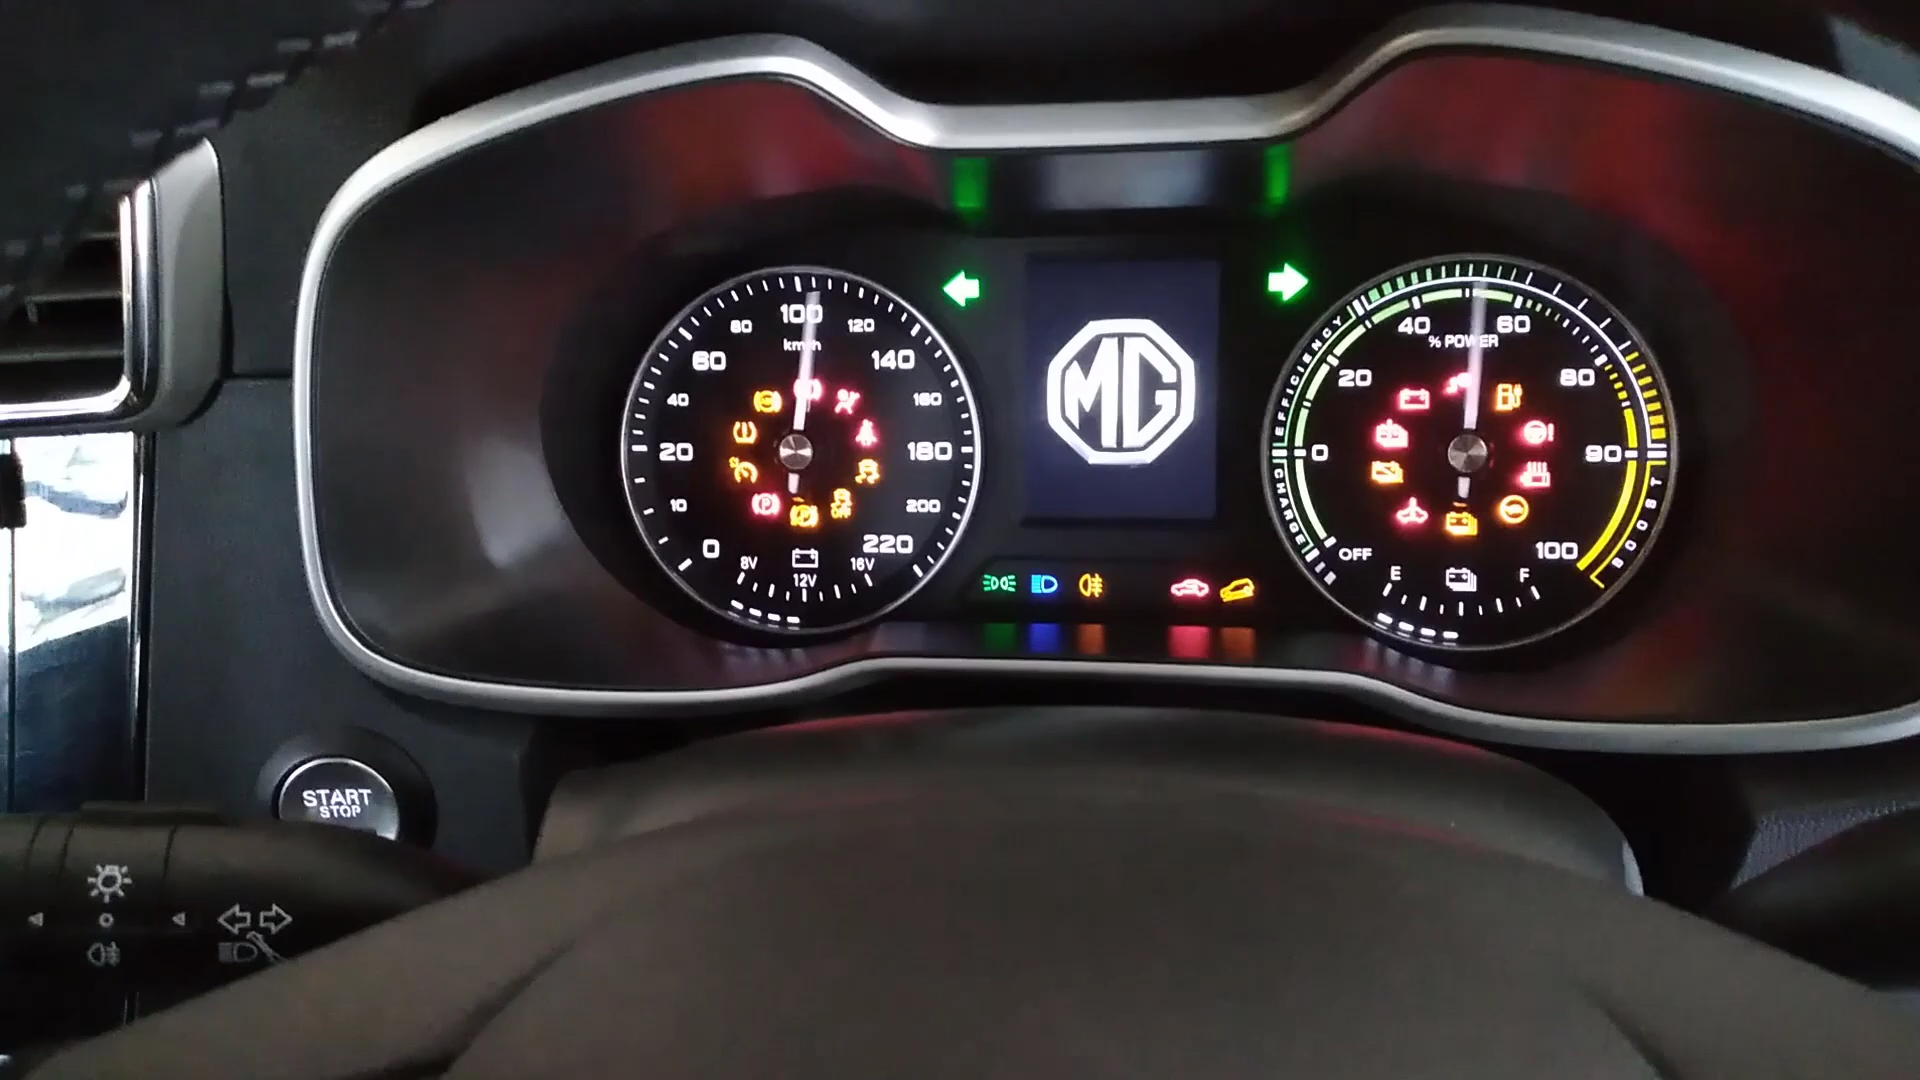 100
80
120
km/h
60
140
40
160
20
180
10
200
0
220
8V
12V
16V
MG
EFFICIENCY
CHARGE
BOOST
40
60
% POWER
20
80
0
90
OFF
100
E
F
START
STOP